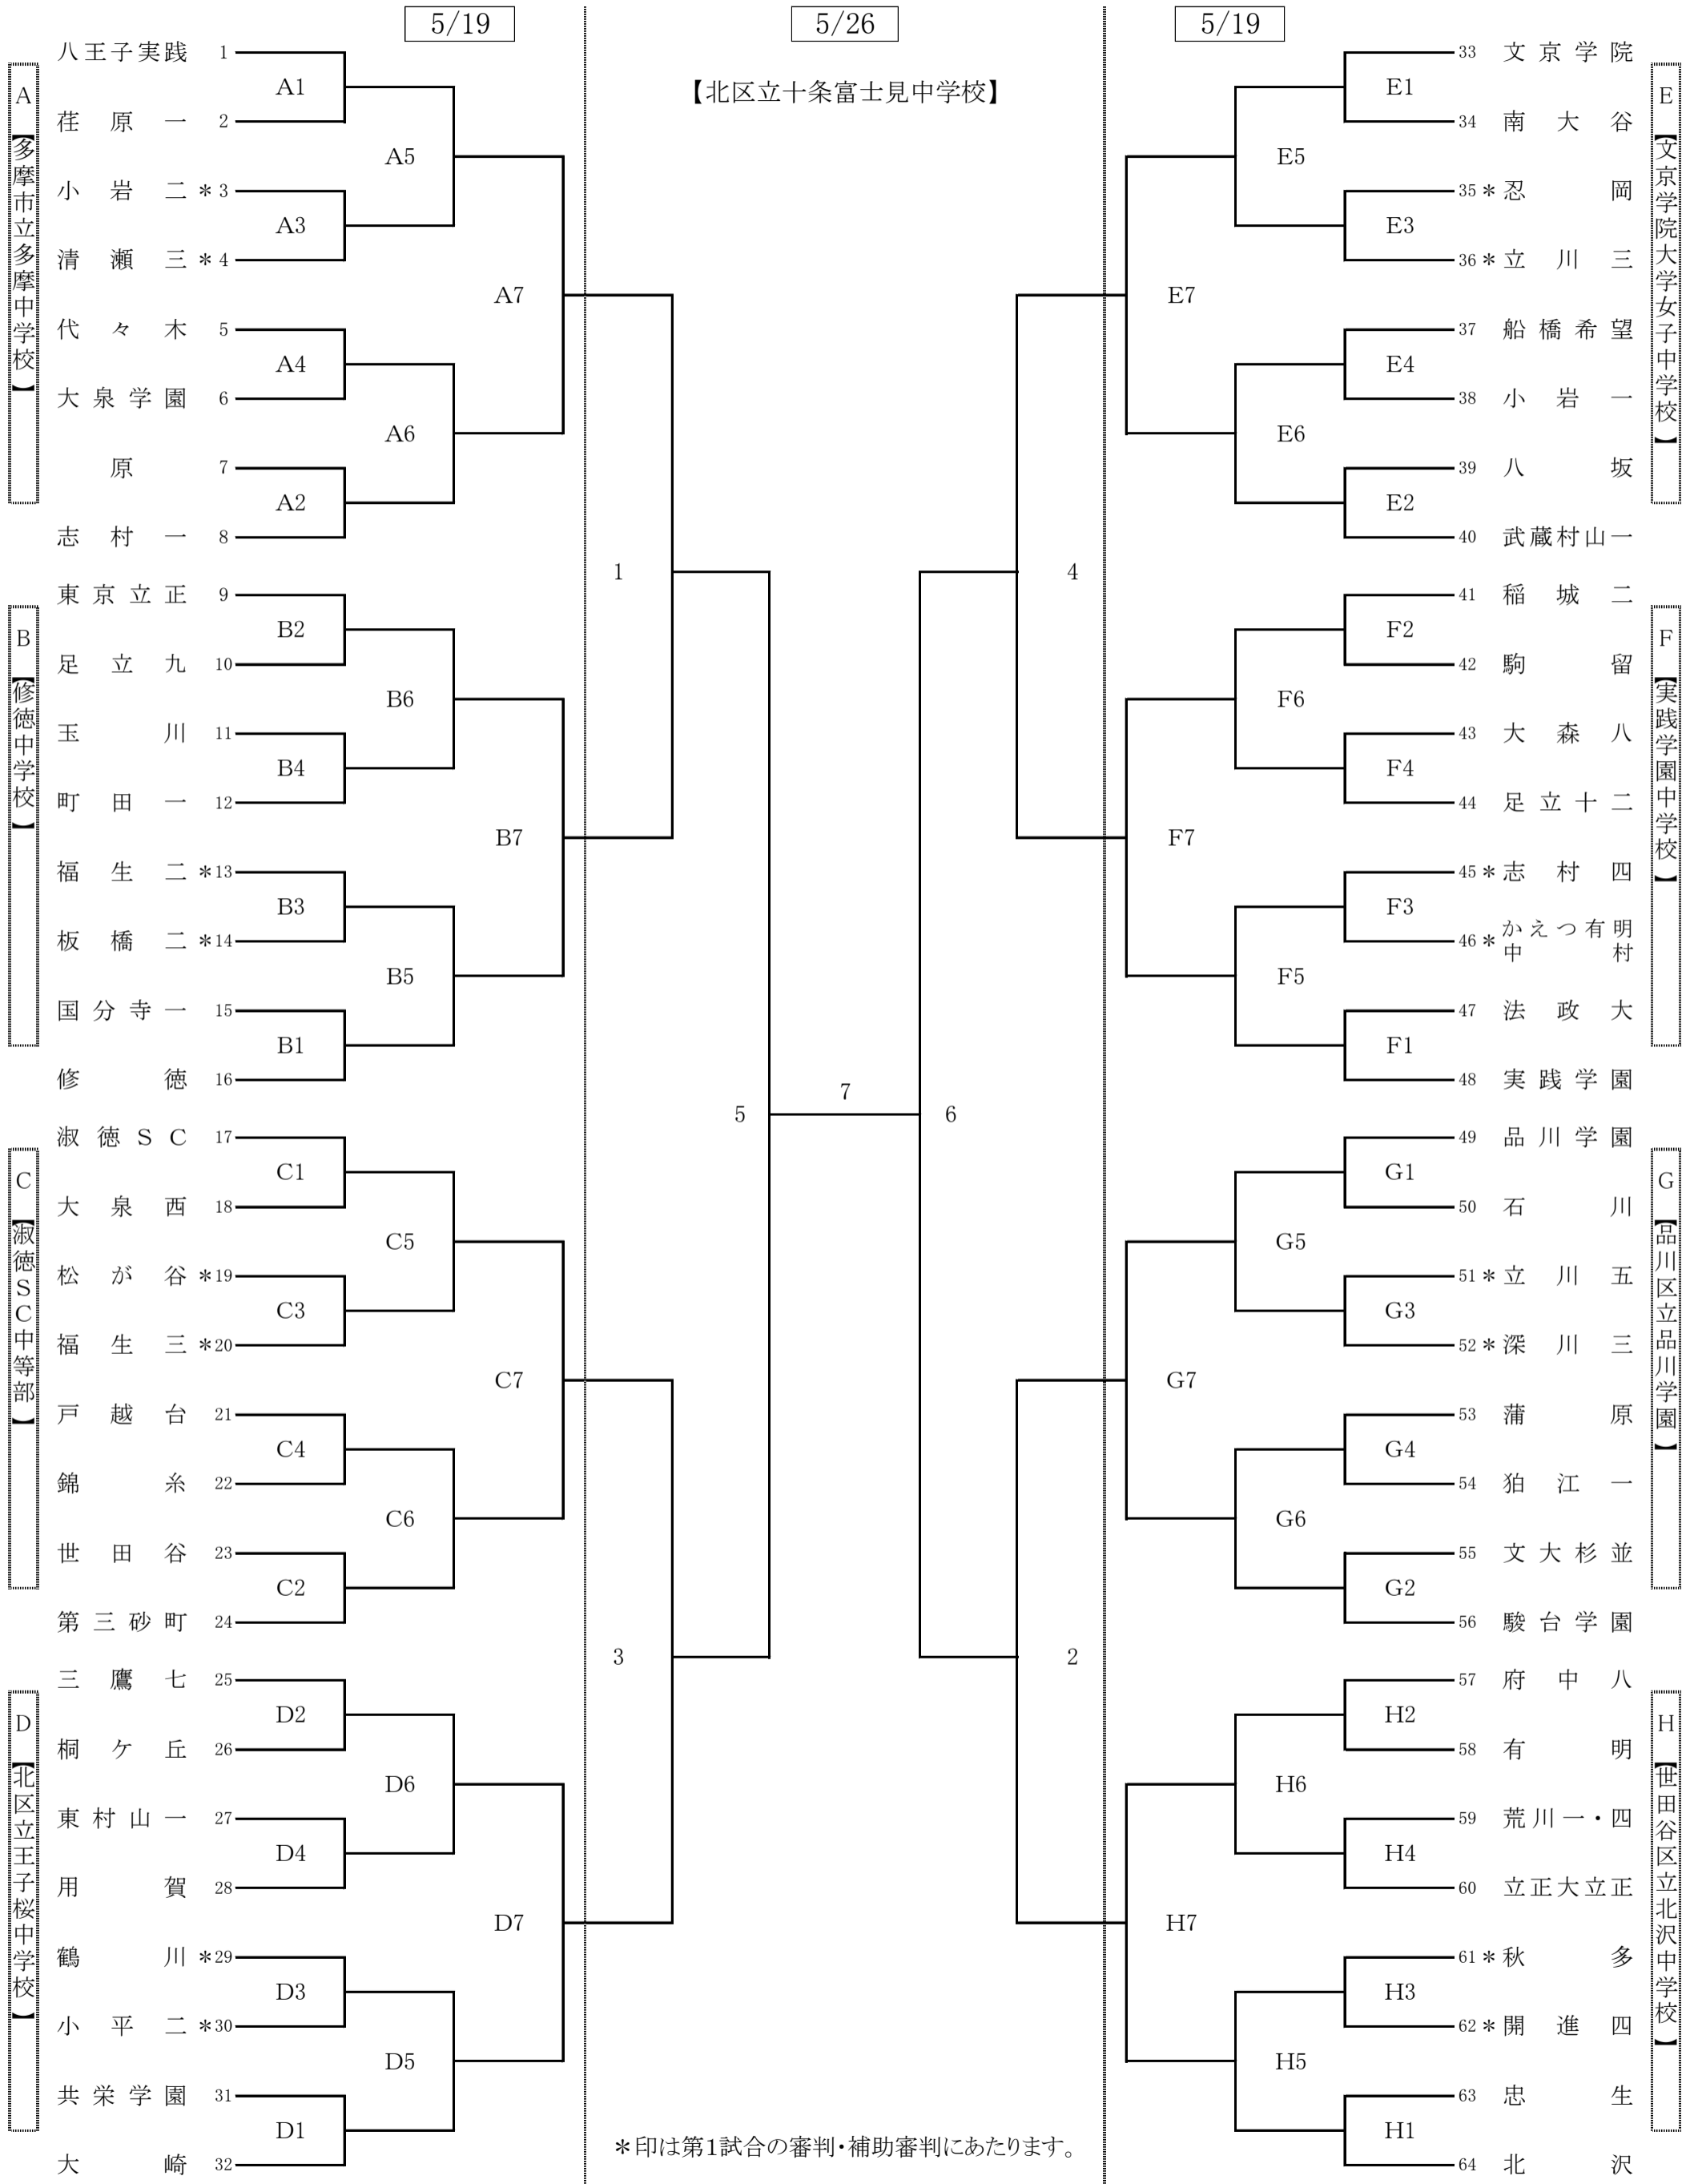 5/19
5/26
5/19
【北区立十条富士見中学校】
A 【多摩市立多摩中学校】
八王子実践 1
A1
荏原一 2
A5
小岩二 *3
A3
清瀬三 *4
A7
代々木 5
A4
大泉学園 6
A6
原 7
A2
志村一 8
B 【修徳中学校】
東京立正 9
B2
足立九 10
B6
玉川 11
B4
町田一 12
B7
福生二 *13
B3
板橋二 *14
B5
国分寺一 15
B1
修徳 16
C 【淑徳SC中等部】
淑徳SC 17
C1
大泉西 18
C5
松が谷 *19
C3
福生三 *20
C7
戸越台 21
C4
錦糸 22
C6
世田谷 23
C2
第三砂町 24
D 【北区立王子桜中学校】
三鷹七 25
D2
桐ケ丘 26
D6
東村山一 27
D4
用賀 28
D7
鶴川 *29
D3
小平二 *30
D5
共栄学園 31
D1
大崎 32
1
3
5
7
6
4
2
E 【文京学院大学女子中学校】
33 文京学院
E1
34 南大谷
E5
35* 忍岡
E3
36* 立川三
E7
37 船橋希望
E4
38 小岩一
E6
39 八坂
E2
40 武蔵村山一
F 【実践学園中学校】
41 稲城二
F2
42 駒留
F6
43 大森八
F4
44 足立十二
F7
45* 志村四
F3
46* かえつ有明
中村
F5
47 法政大
F1
48 実践学園
G 【品川区立品川学園】
49 品川学園
G1
50 石川
G5
51* 立川五
G3
52* 深川三
G7
53 蒲原
G4
54 狛江一
G6
55 文大杉並
G2
56 駿台学園
H 【世田谷区立北沢中学校】
57 府中八
H2
58 有明
H6
59 荒川一・四
H4
60 立正大立正
H7
61* 秋多
H3
62* 開進四
H5
63 忠生
H1
64 北沢
*印は第1試合の審判・補助審判にあたります。